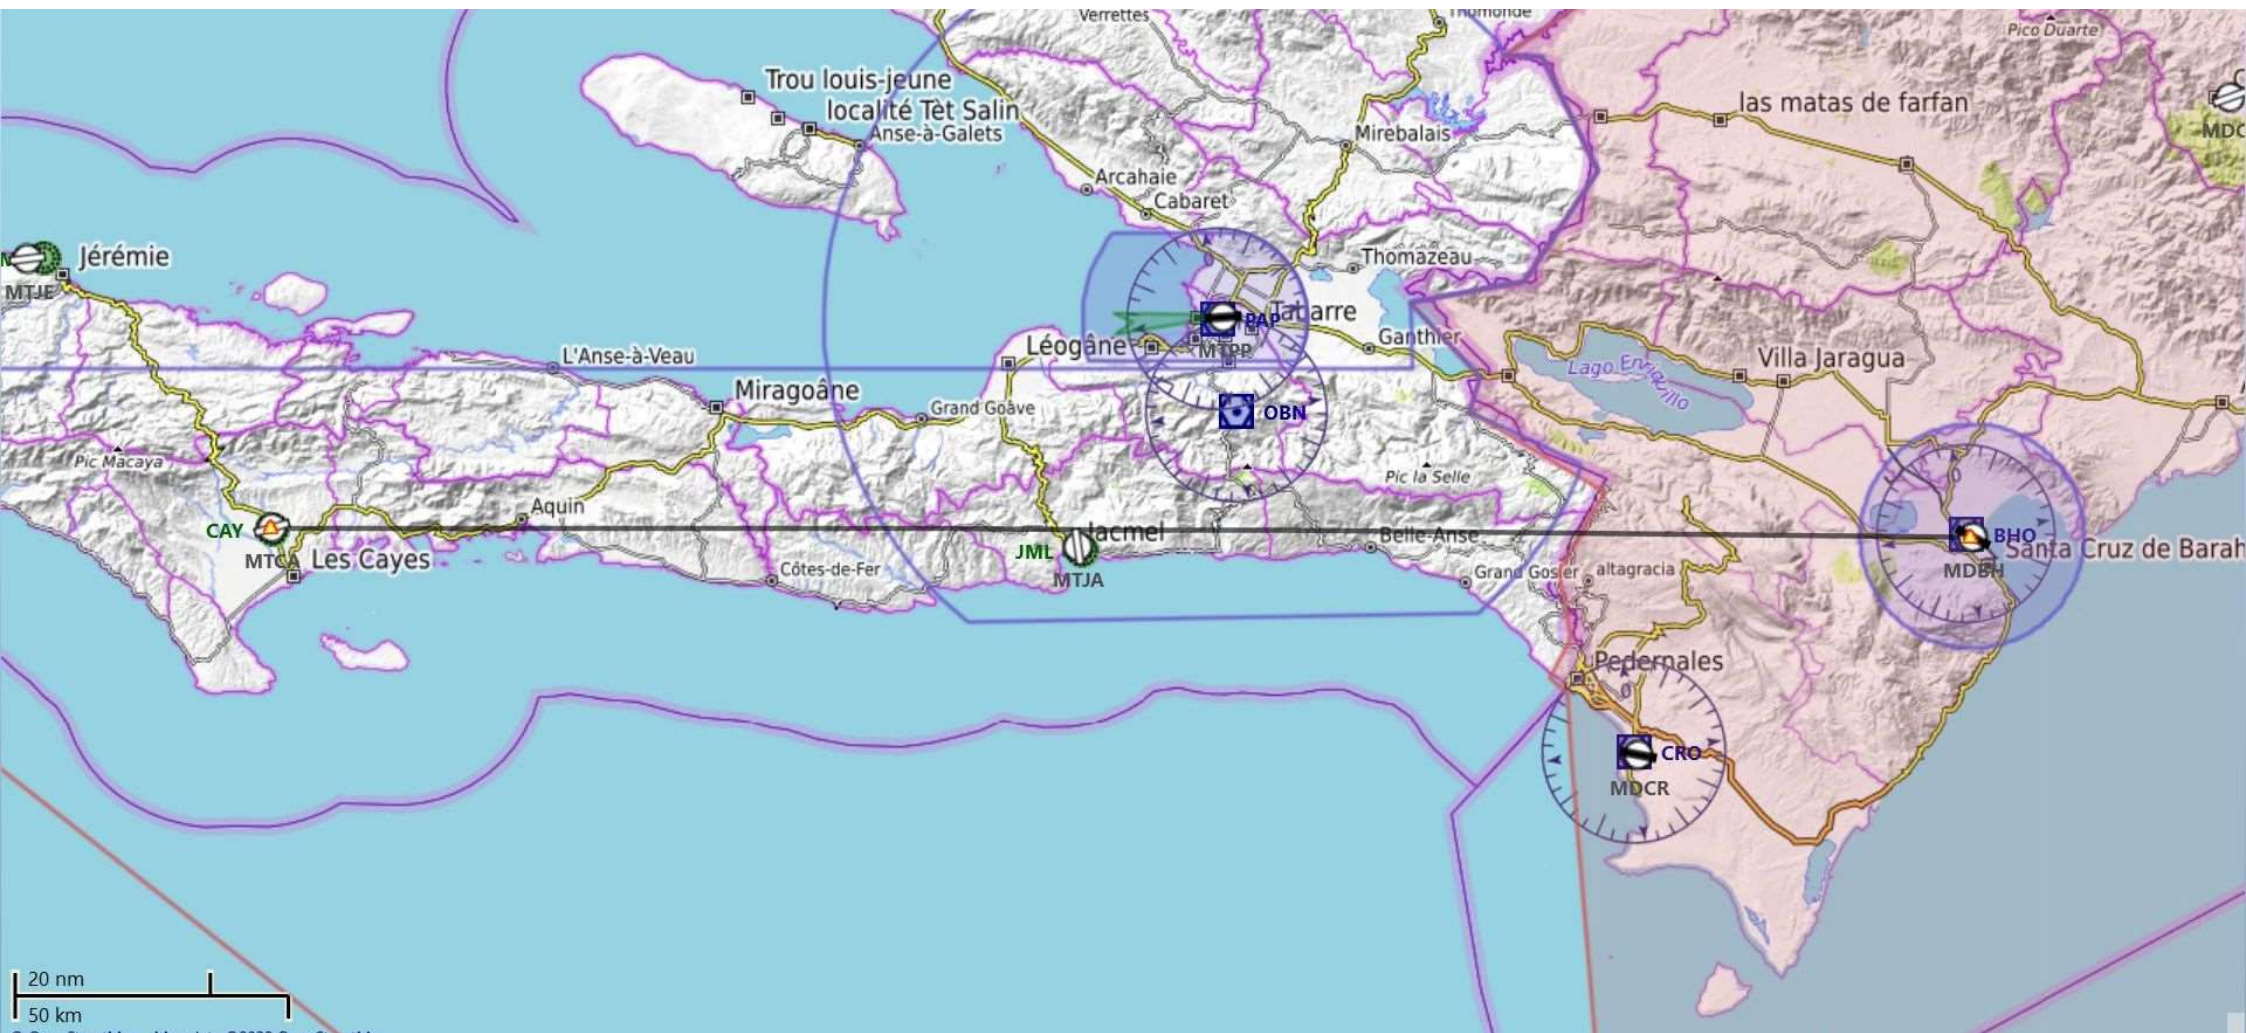 Verrettes
Thomonde
Pico Duarte
Trou louis-jeune
localité Tèt Salin
Anse-à-Galets
las matas de farfan
Mirebalais
MDC
Arcahaie
Cabaret
Jérémie
MTJE
Thomazeau
Tabarre
PAP
Léogâne
MTPP
Ganthier
L'Anse-à-Veau
Villa Jaragua
Lago Enriquillo
Miragoâne
Grand Goâve
OBN
Pic Macaya
Pic la Selle
Aquin
CAY
MTCA
Les Cayes
Jacmel
JML
MTJA
Belle-Anse
BHO
Santa Cruz de Barah
MDBH
Côtes-de-Fer
Grand Gosier
altagracia
Pedernales
0
CRO
MDCR
20 nm
50 km